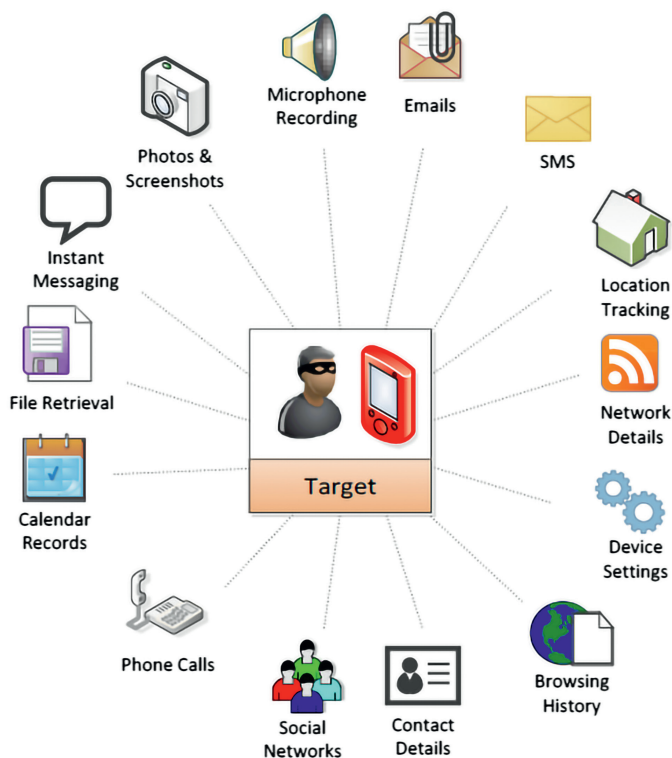 Microphone
Recording
Emails
SMS
Photos &
Screenshots
Instant
Messaging
Location
Tracking
File Retrieval
Network
Details
Target
Calendar
Records
Device
Settings
Phone Calls
Browsing
History
Social
Networks
Contact
Details